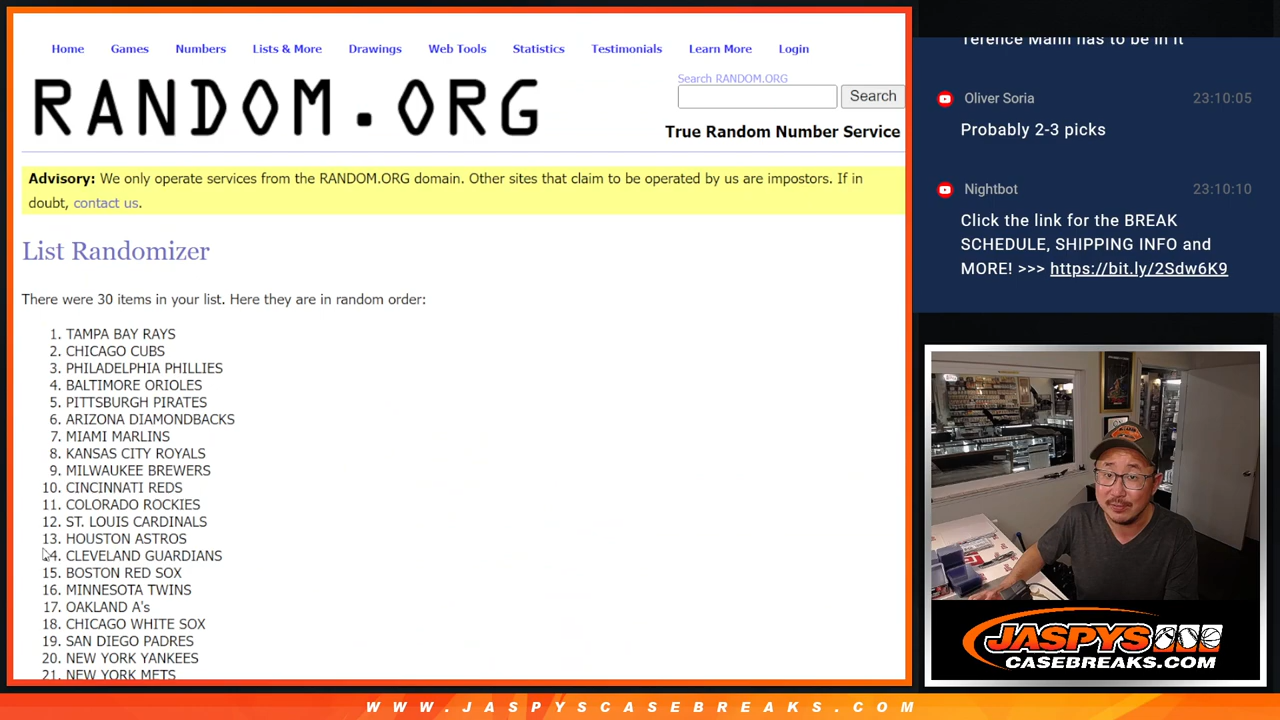 Home Games Numbers Lists & More Drawings Web Tools Statistics Testimonials Learn More Login
RANDOM.ORG
Search RANDOM.ORG
Search
True Random Number Service
Advisory: We only operate services from the RANDOM.ORG domain. Other sites that claim to be operated by us are impostors. If in
doubt, contact us.
List Randomizer
There were 30 items in your list. Here they are in random order:
1. TAMPA BAY RAYS
2. CHICAGO CUBS
3. PHILADELPHIA PHILLIES
4. BALTIMORE ORIOLES
5. PITTSBURGH PIRATES
6. ARIZONA DIAMONDBACKS
7. MIAMI MARLINS
8. KANSAS CITY ROYALS
9. MILWAUKEE BREWERS
10. CINCINNATI REDS
11. COLORADO ROCKIES
12. ST. LOUIS CARDINALS
13. HOUSTON ASTROS
14. CLEVELAND GUARDIANS
15. BOSTON RED SOX
16. MINNESOTA TWINS
17. OAKLAND A's
18. CHICAGO WHITE SOX
19. SAN DIEGO PADRES
20. NEW YORK YANKEES
21. NEW YORK METS
Terence Mann has to be in it
Oliver Soria 23:10:05
Probably 2-3 picks
Nightbot 23:10:10
Click the link for the BREAK
SCHEDULE, SHIPPING INFO and
MORE! >>> https://bit.ly/2Sdw6K9
JASPYS
CASEBREAKS.COM
WWW.JASPYSCASEBREAKS.COM